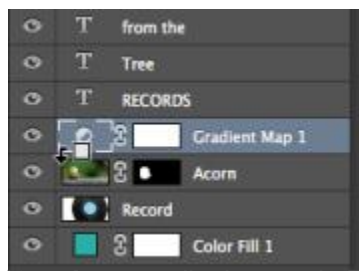 T from the
T Tree
T RECORDS
Gradient Map 1
Acorn
Record
Color Fill 1